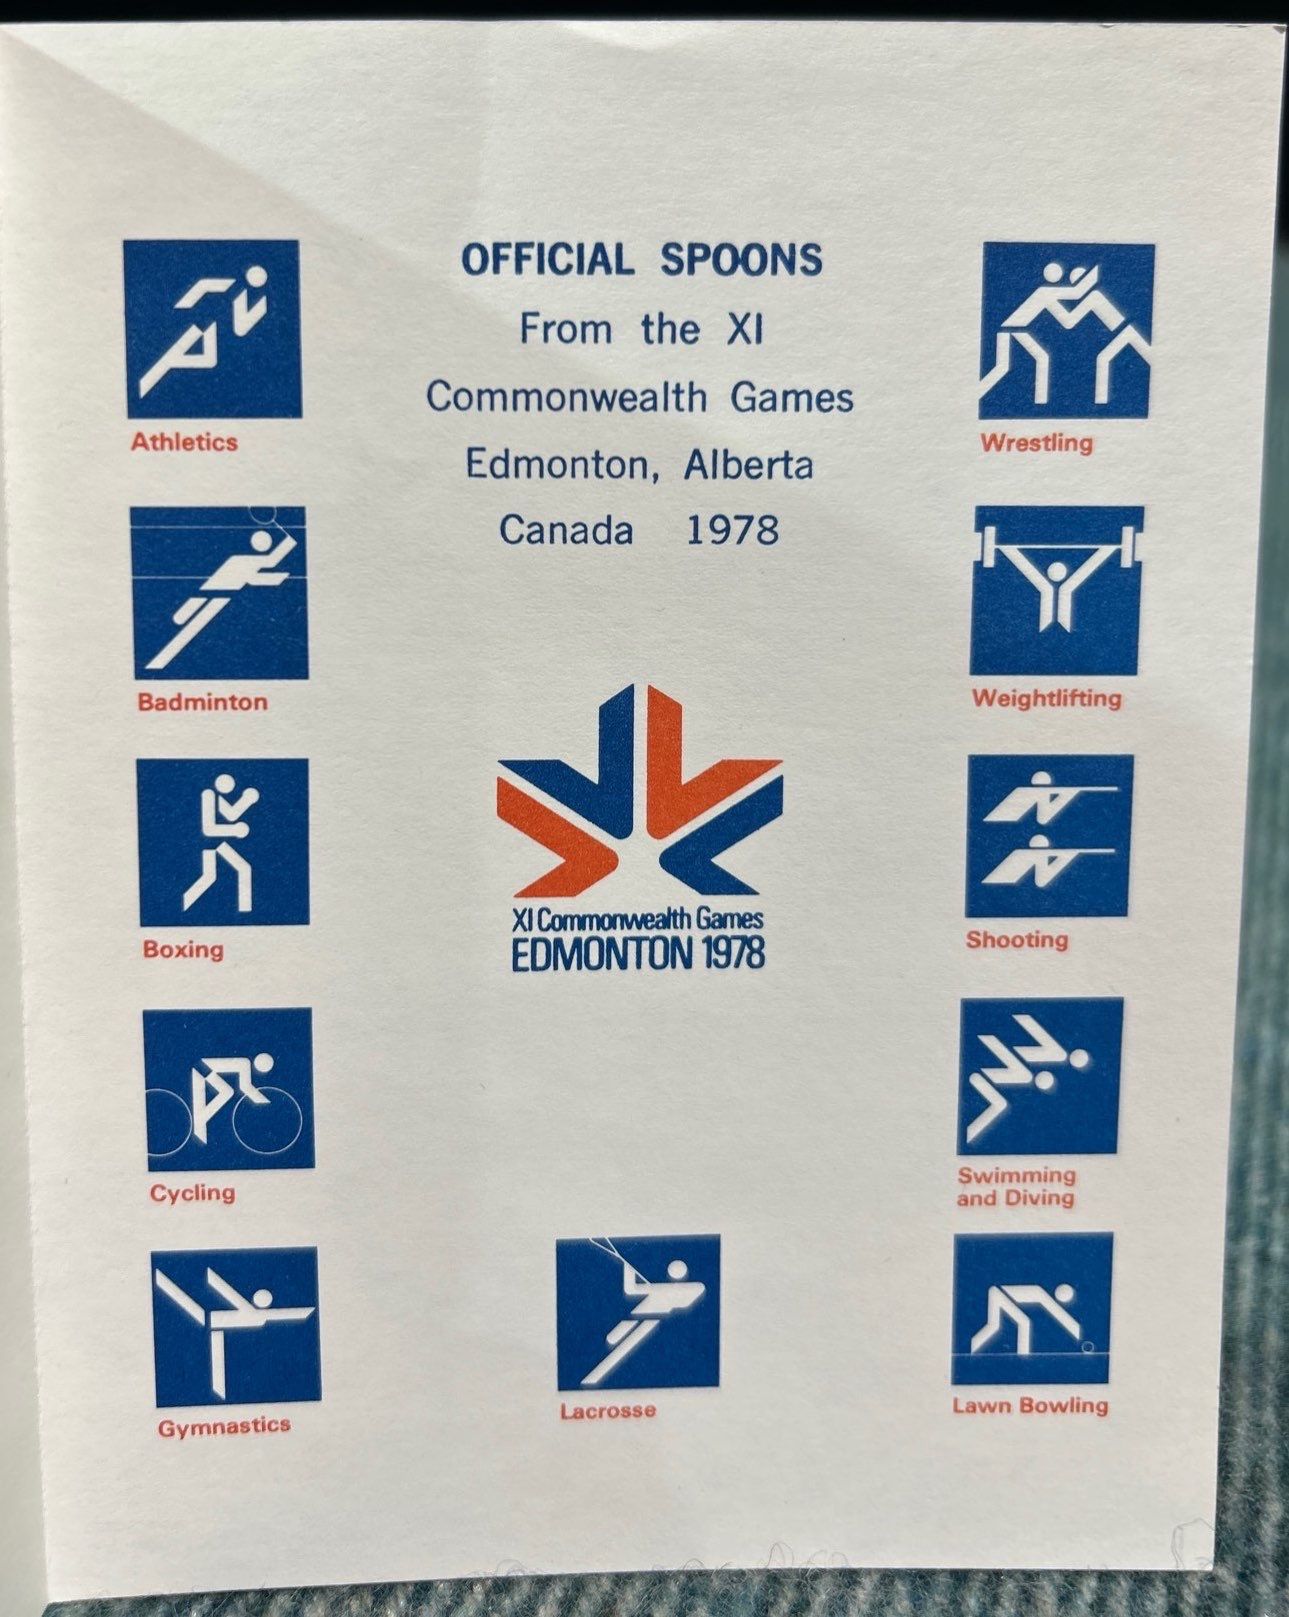 OFFICIAL SPOONS
From the XI
Commonwealth Games
Edmonton, Alberta
Canada 1978
Athletics
Wrestling
Badminton
Weightlifting
Boxing
XI Commonwealth Games
EDMONTON 1978
Shooting
Cycling
Swimming
and Diving
Gymnastics
Lacrosse
Lawn Bowling